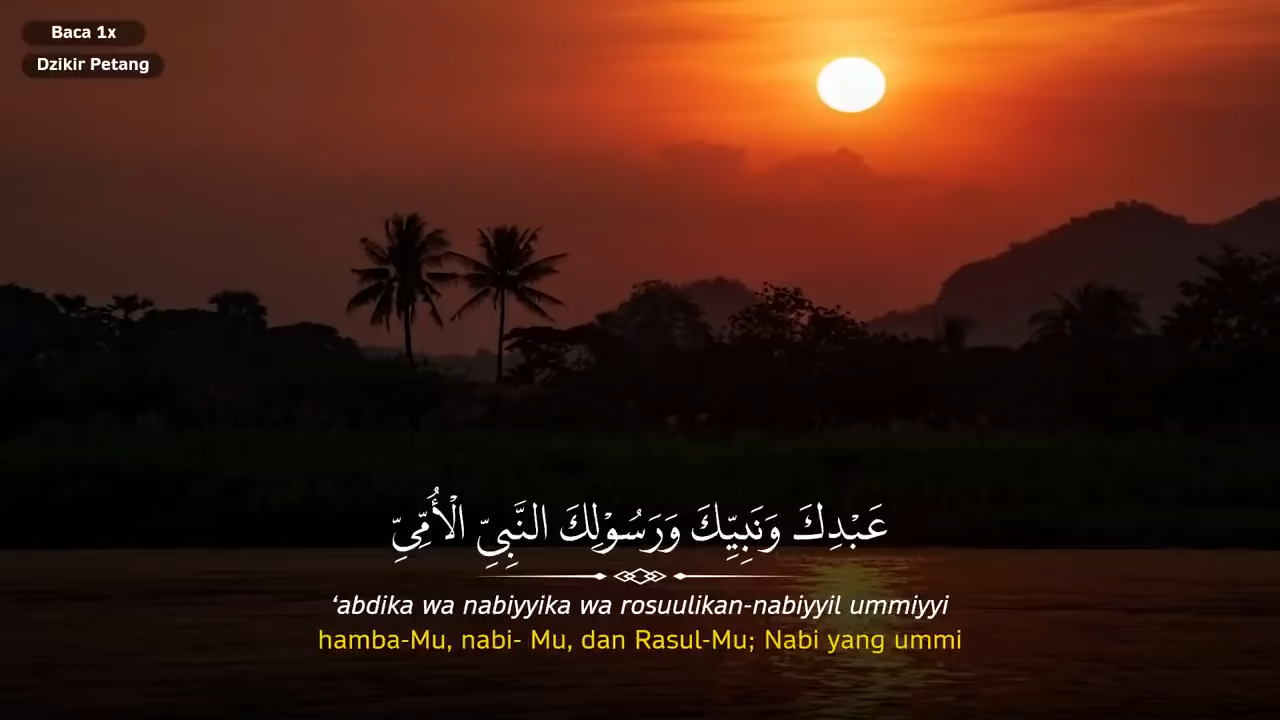 Baca 1x
Dzikir Petang
عَبْدِكَ وَنَبِيِّكَ وَرَسُوْلِكَ النَّبِيِّ الْأُمِّيِّ
‘abdika wa nabiyyika wa rosuulikan-nabiyyil ummiyyi
hamba-Mu, nabi- Mu, dan Rasul-Mu; Nabi yang ummi